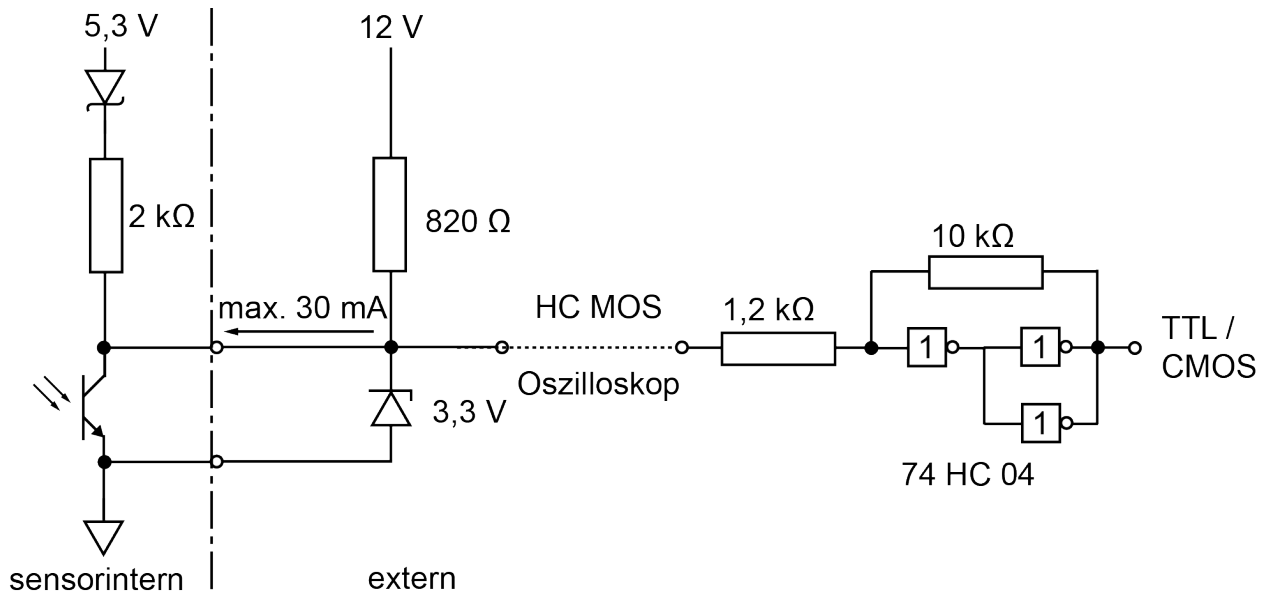 5,3 V
12 V
2 kΩ
820 Ω
max. 30 mA
HC MOS
Oszilloskop
3,3 V
1,2 kΩ
10 kΩ
1
1
1
74 HC 04
TTL /
CMOS
sensorintern
extern